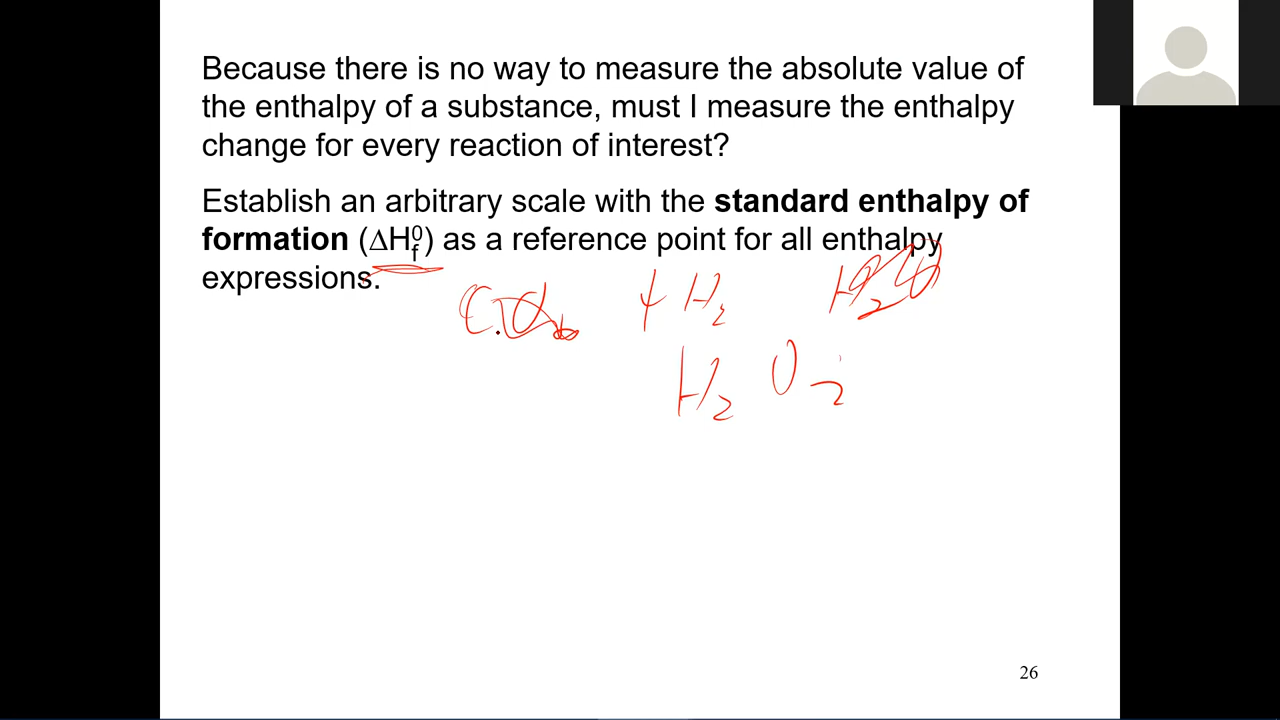 Because there is no way to measure the absolute value of
the enthalpy of a substance, must I measure the enthalpy
change for every reaction of interest?
Establish an arbitrary scale with the standard enthalpy of
formation (ΔH⁰f) as a reference point for all enthalpy
expressions.
+ H2
H2 O2
26